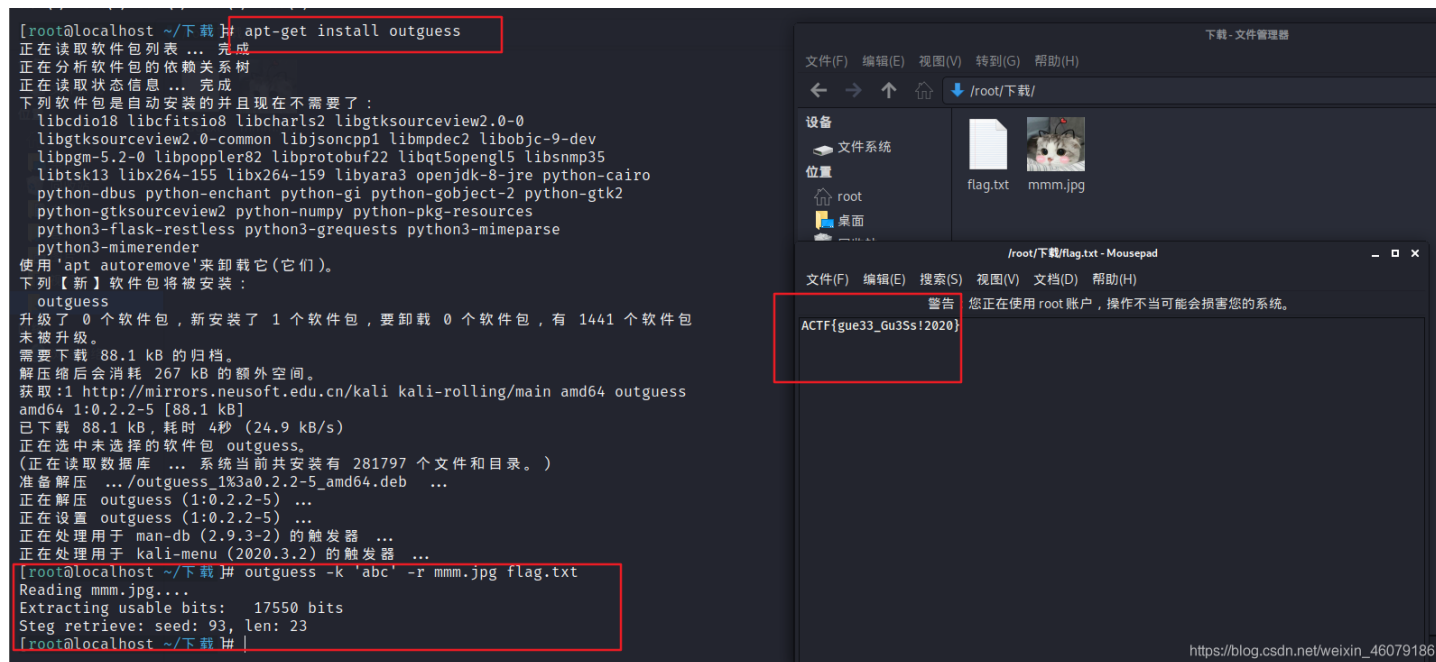 [root@localhost ~/下载]# apt-get install outguess
正在读取软件包列表 ... 完成
正在分析软件包的依赖关系树
正在读取状态信息 ... 完成
下列软件包是自动安装的并且现在不需要了:
libcdio18 libcfitsio8 libcharls2 libgtksourceview2.0-0
libgtksourceview2.0-common libjsoncpp1 libmpdec2 libobjc-9-dev
libpgm-5.2-0 libpoppler82 libprotobuf22 libqt5opengl5 libsnmp35
libtsk13 libx264-155 libx264-159 libyara3 openjdk-8-jre python-cairo
python-dbus python-enchant python-gi python-gobject-2 python-gtk2
python-gtksourceview2 python-numpy python-pkg-resources
python3-flask-restless python3-grequests python3-mimeparse
python3-mimerender
使用'apt autoremove'来卸载它(它们)。
下列【新】软件包将被安装:
outguess
升级了 0 个软件包,新安装了 1 个软件包,要卸载 0 个软件包,有 1441 个软件包
未被升级。
需要下载 88.1 kB 的归档。
解压缩后会消耗 267 kB 的额外空间。
获取:1 http://mirrors.neusoft.edu.cn/kali kali-rolling/main amd64 outguess
amd64 1:0.2.2-5 [88.1 kB]
已下载 88.1 kB,耗时 4秒 (24.9 kB/s)
正在选中未选择的软件包 outguess。
(正在读取数据库 ... 系统当前共安装有 281797 个文件和目录。)
准备解压 .../outguess_1%3a0.2.2-5_amd64.deb ...
正在解压 outguess (1:0.2.2-5) ...
正在设置 outguess (1:0.2.2-5) ...
正在处理用于 man-db (2.9.3-2) 的触发器 ...
正在处理用于 kali-menu (2020.3.2) 的触发器 ...
[root@localhost ~/下载]# outguess -k 'abc' -r mmm.jpg flag.txt
Reading mmm.jpg....
Extracting usable bits: 17550 bits
Steg retrieve: seed: 93, len: 23
[root@localhost ~/下载]#
下载 - 文件管理器
文件(F) 编辑(E) 视图(V) 转到(G) 帮助(H)
/root/下载/
设备
文件系统
位置
root
桌面
flag.txt mmm.jpg
/root/下载/flag.txt - Mousepad
文件(F) 编辑(E) 搜索(S) 视图(V) 文档(D) 帮助(H)
警告:您正在使用 root 账户,操作不当可能会损害您的系统。
ACTF{gue33_Gu3Ss!2020}
https://blog.csdn.net/weixin_46079186